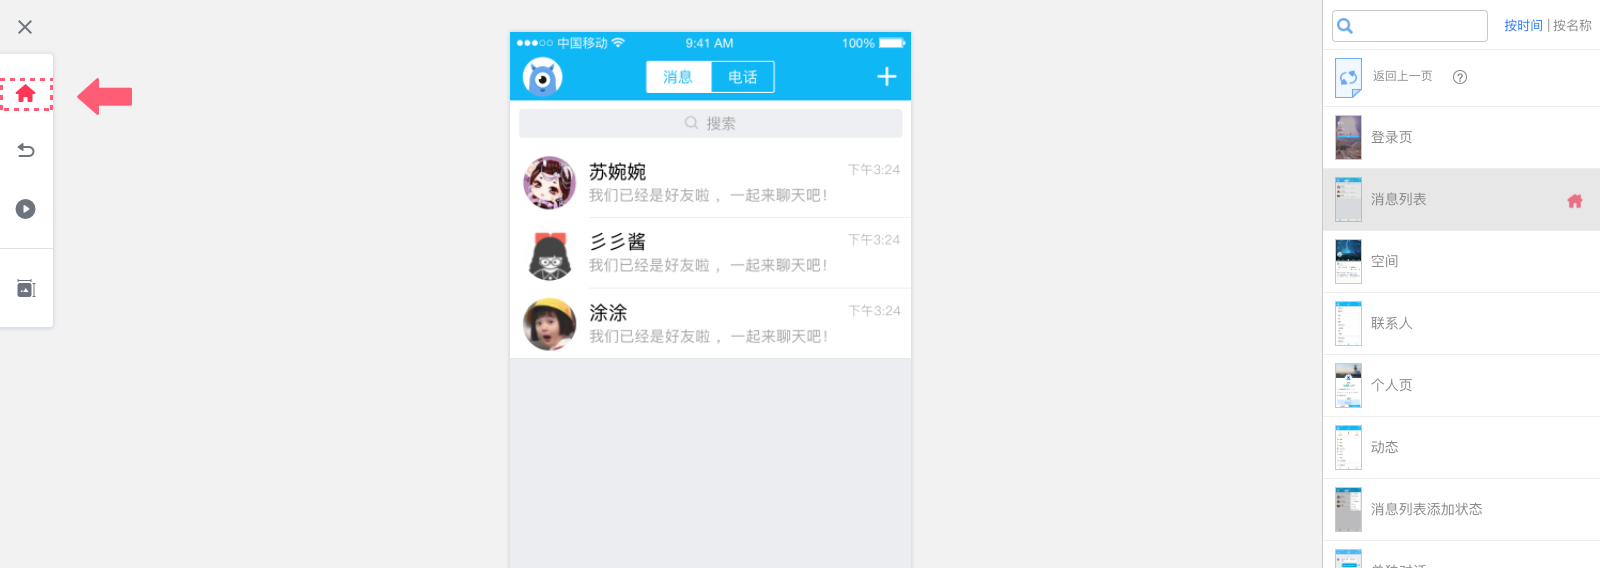 中国移动
9:41 AM
100%
消息
电话
搜索
苏婉婉
下午3:24
我们已经是好友啦，一起来聊天吧！
彡彡酱
下午3:24
我们已经是好友啦，一起来聊天吧！
涂涂
下午3:24
我们已经是好友啦，一起来聊天吧！
按时间 | 按名称
返回上一页 ?
登录页
消息列表
空间
联系人
个人页
动态
消息列表添加状态